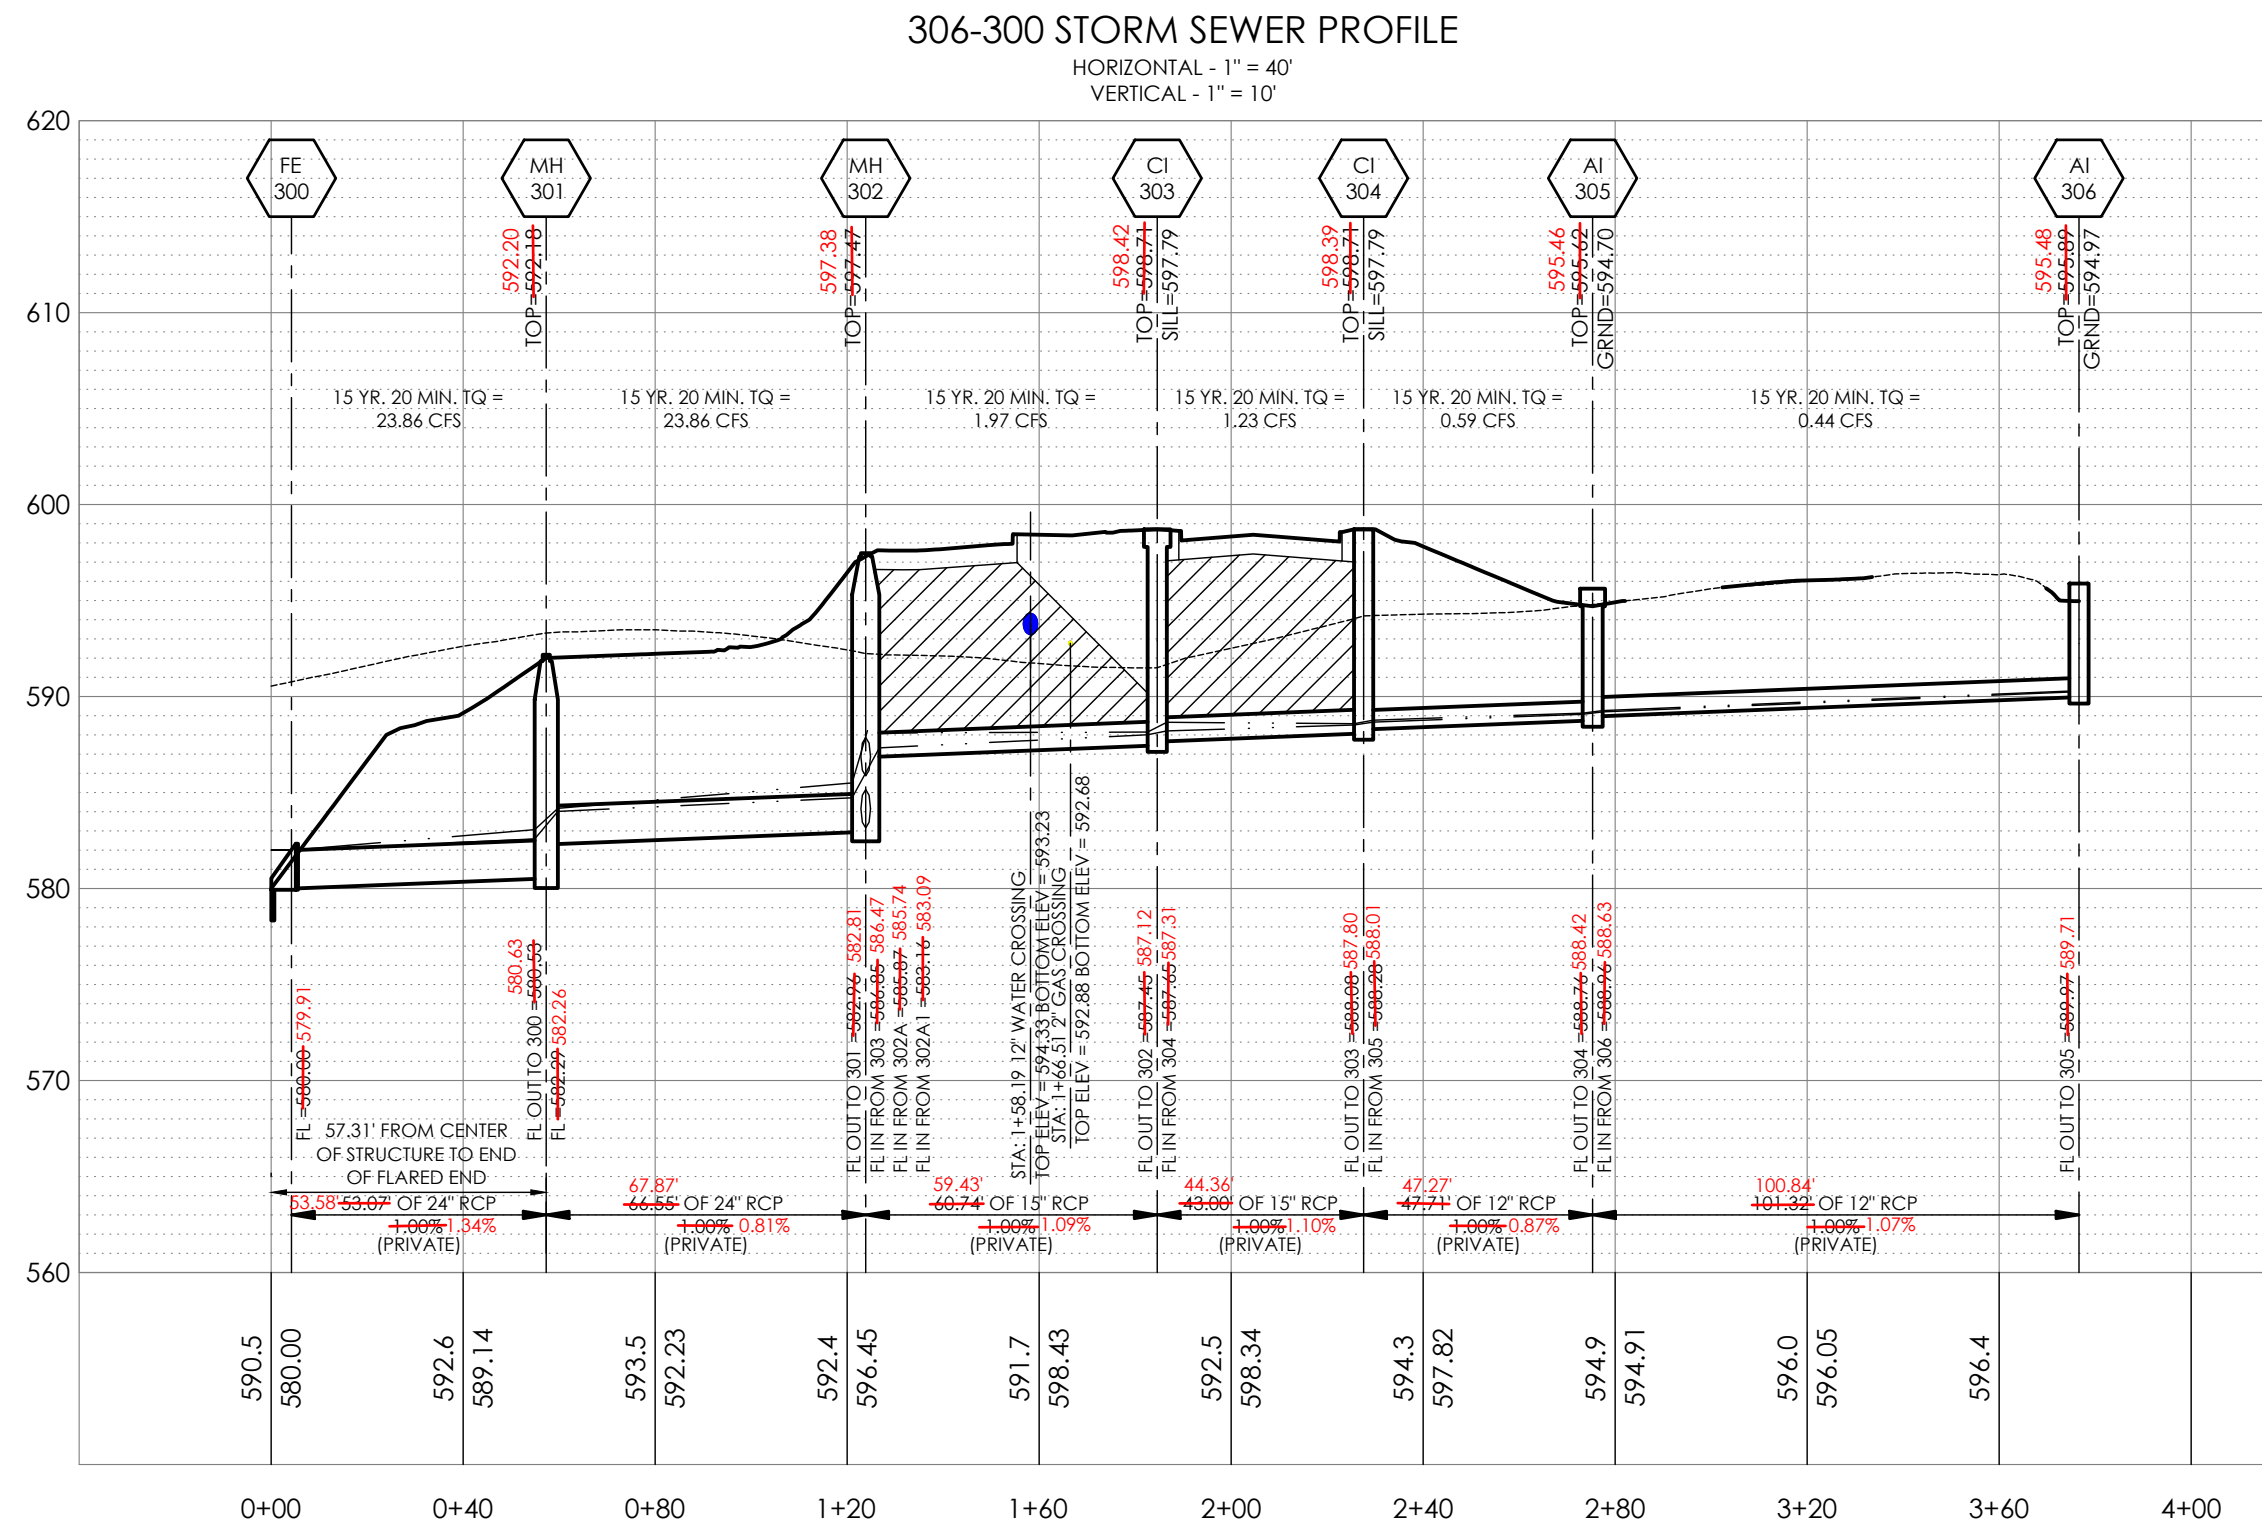 306-300 STORM SEWER PROFILE
HORIZONTAL - 1" = 40'
VERTICAL - 1" = 10'
620
610
600
590
580
570
560
FE
300
MH
301
MH
302
CI
303
CI
304
AI
305
AI
306
592.20
TOP=592.18
597.38
TOP=597.47
598.42
TOP=598.71
SILL=597.79
598.39
TOP=598.71
SILL=597.79
595.46
TOP=595.62
GRND=594.70
595.48
TOP=595.89
GRND=594.97
15 YR. 20 MIN. TQ =
23.86 CFS
15 YR. 20 MIN. TQ =
23.86 CFS
15 YR. 20 MIN. TQ =
1.97 CFS
15 YR. 20 MIN. TQ =
1.23 CFS
15 YR. 20 MIN. TQ =
0.59 CFS
15 YR. 20 MIN. TQ =
0.44 CFS
FL =580.00 579.91
580.63
FL OUT TO 300 =580.53
FL =582.29 582.26
FL OUT TO 301 =582.96 582.81
FL IN FROM 303 =586.85 586.47
FL IN FROM 302A =585.87 585.74
FL IN FROM 302A1 =583.16 583.09
STA: 1+58.19 12" WATER CROSSING
TOP ELEV = 594.33 BOTTOM ELEV = 593.23
STA: 1+66.51 2" GAS CROSSING
TOP ELEV = 592.88 BOTTOM ELEV = 592.68
FL OUT TO 302 =587.45 587.12
FL IN FROM 304 =587.65 587.31
FL OUT TO 303 =588.08 587.80
FL IN FROM 305 =588.28 588.01
FL OUT TO 304 =588.76 588.42
FL IN FROM 306 =588.96 588.63
FL OUT TO 305 =589.97 589.71
57.31' FROM CENTER
OF STRUCTURE TO END
OF FLARED END
53.58' 53.07' OF 24" RCP
1.00% 1.34%
(PRIVATE)
67.87'
66.55' OF 24" RCP
1.00% 0.81%
(PRIVATE)
59.43'
60.74' OF 15" RCP
1.00% 1.09%
(PRIVATE)
44.36'
43.00' OF 15" RCP
1.00% 1.10%
(PRIVATE)
47.27'
47.71' OF 12" RCP
1.00% 0.87%
(PRIVATE)
100.84'
101.32' OF 12" RCP
1.00% 1.07%
(PRIVATE)
590.5
580.00
592.6
589.14
593.5
592.23
592.4
596.45
591.7
598.43
592.5
598.34
594.3
597.82
594.9
594.91
596.0
596.05
596.4
0+00
0+40
0+80
1+20
1+60
2+00
2+40
2+80
3+20
3+60
4+00